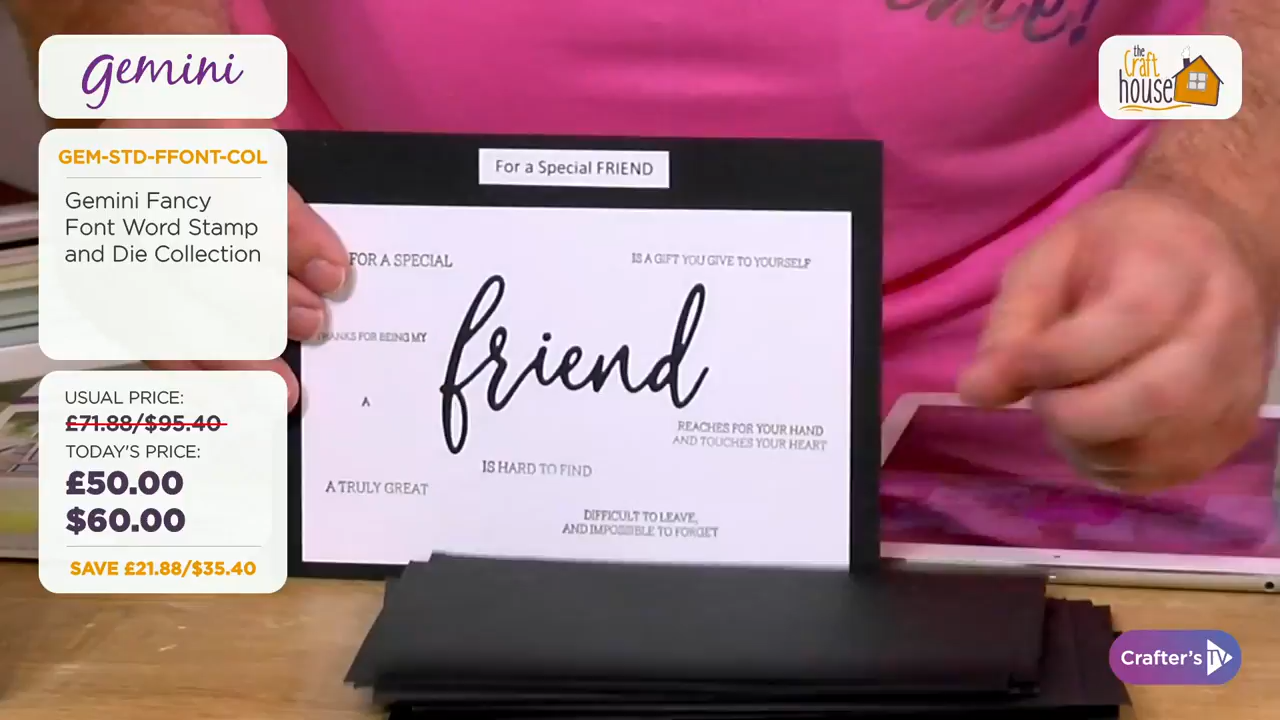 gemini
GEM-STD-FFONT-COL
Gemini Fancy
Font Word Stamp
and Die Collection
USUAL PRICE:
£71.88/$95.40
TODAY'S PRICE:
£50.00
$60.00
SAVE £21.88/$35.40
the
Craft
house
For a Special FRIEND
FOR A SPECIAL
IS A GIFT YOU GIVE TO YOURSELF
THANKS FOR BEING MY
friend
A
REACHES FOR YOUR HAND
AND TOUCHES YOUR HEART
IS HARD TO FIND
A TRULY GREAT
DIFFICULT TO LEAVE,
AND IMPOSSIBLE TO FORGET
Crafter's TV